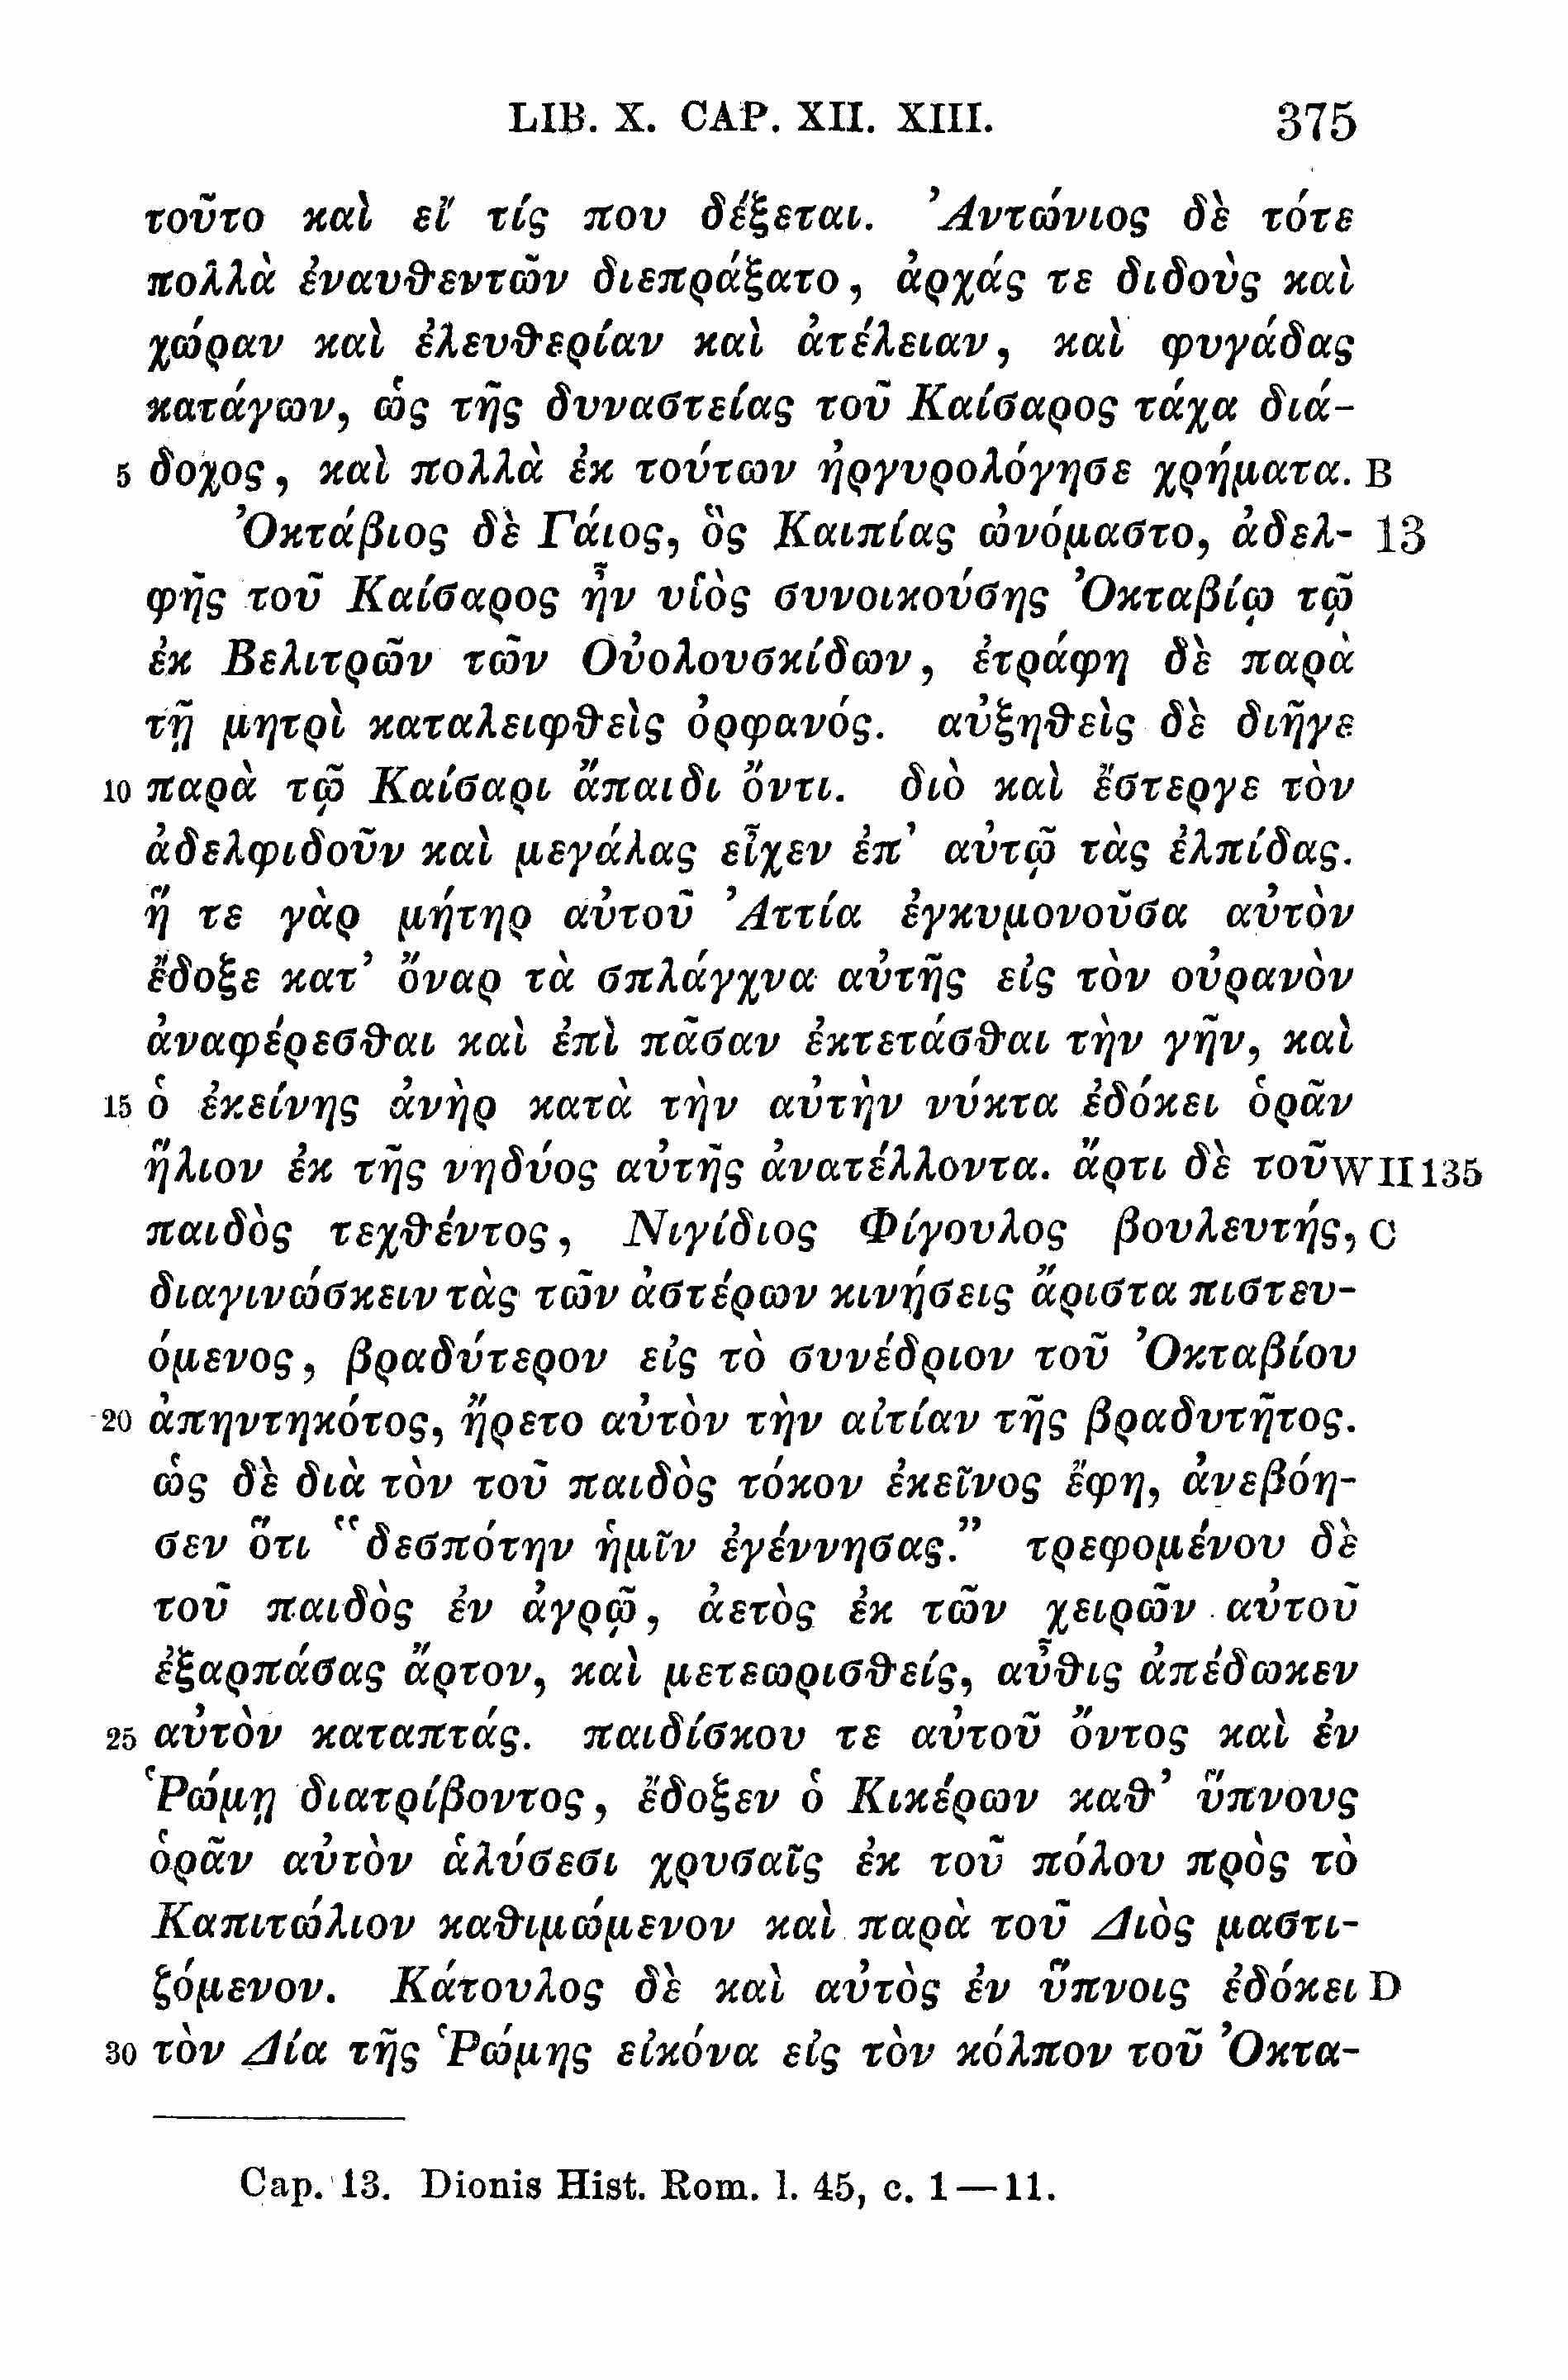 LIB. X. CAP. XII. XIII. 375
τοῦτο καὶ εἴ τίς που δέξεται. Ἀντώνιος δὲ τότε
πολλὰ ἐναυθεντῶν διεπράξατο, ἀρχάς τε διδοὺς καὶ
χώραν καὶ ἐλευθερίαν καὶ ἀτέλειαν, καὶ φυγάδας
κατάγων, ὡς τῆς δυναστείας τοῦ Καίσαρος τάχα διά-
5 δοχος, καὶ πολλὰ ἐκ τούτων ἠργυρολόγησε χρήματα. B
Ὀκτάβιος δὲ Γάιος, ὃς Καιπίας ὠνόμαστο, ἀδελ- 13
φῆς τοῦ Καίσαρος ἦν υἱὸς συνοικούσης Ὀκταβίῳ τῷ
ἐκ Βελιτρῶν τῶν Οὐολουσκίδων, ἐτράφη δὲ παρὰ
τῇ μητρὶ καταλειφθεὶς ὀρφανός. αὐξηθεὶς δὲ διῆγε
10 παρὰ τῷ Καίσαρι ἄπαιδι ὄντι. διὸ καὶ ἔστεργε τὸν
ἀδελφιδοῦν καὶ μεγάλας εἶχεν ἐπ᾽ αὐτῷ τὰς ἐλπίδας.
ἥ τε γὰρ μήτηρ αὐτοῦ Ἀττία ἐγκυμονοῦσα αὐτὸν
ἔδοξε κατ᾽ ὄναρ τὰ σπλάγχνα αὐτῆς εἰς τὸν οὐρανὸν
ἀναφέρεσθαι καὶ ἐπὶ πᾶσαν ἐκτετάσθαι τὴν γῆν, καὶ
15 ὁ ἐκείνης ἀνὴρ κατὰ τὴν αὐτὴν νύκτα ἐδόκει ὁρᾶν
ἥλιον ἐκ τῆς νηδύος αὐτῆς ἀνατέλλοντα. ἄρτι δὲ τοῦ W II 135
παιδὸς τεχθέντος, Νιγίδιος Φίγουλος βουλευτής, C
διαγινώσκειν τὰς τῶν ἀστέρων κινήσεις ἄριστα πιστευ-
όμενος, βραδύτερον εἰς τὸ συνέδριον τοῦ Ὀκταβίου
20 ἀπηντηκότος, ἤρετο αὐτὸν τὴν αἰτίαν τῆς βραδυτῆτος.
ὡς δὲ διὰ τὸν τοῦ παιδὸς τόκον ἐκεῖνος ἔφη, ἀνεβόη-
σεν ὅτι "δεσπότην ἡμῖν ἐγέννησας." τρεφομένου δὲ
τοῦ παιδὸς ἐν ἀγρῷ, ἀετὸς ἐκ τῶν χειρῶν αὐτοῦ
ἐξαρπάσας ἄρτον, καὶ μετεωρισθείς, αὖθις ἀπέδωκεν
25 αὐτὸν καταπτάς. παιδίσκου τε αὐτοῦ ὄντος καὶ ἐν
Ῥώμῃ διατρίβοντος, ἔδοξεν ὁ Κικέρων καθ᾽ ὕπνους
ὁρᾶν αὐτὸν ἁλύσεσι χρυσαῖς ἐκ τοῦ πόλου πρὸς τὸ
Καπιτώλιον καθιμώμενον καὶ παρὰ τοῦ Διὸς μαστι-
ζόμενον. Κάτουλος δὲ καὶ αὐτὸς ἐν ὕπνοις ἐδόκει D
30 τὸν Δία τῆς Ῥώμης εἰκόνα εἰς τὸν κόλπον τοῦ Ὀκτα-
Cap. 13. Dionis Hist. Rom. l. 45, c. 1—11.